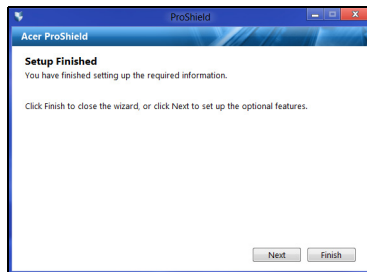 ProShield
Acer ProShield
Setup Finished
You have finished setting up the required information.
Click Finish to close the wizard, or click Next to set up the optional features.
Next Finish